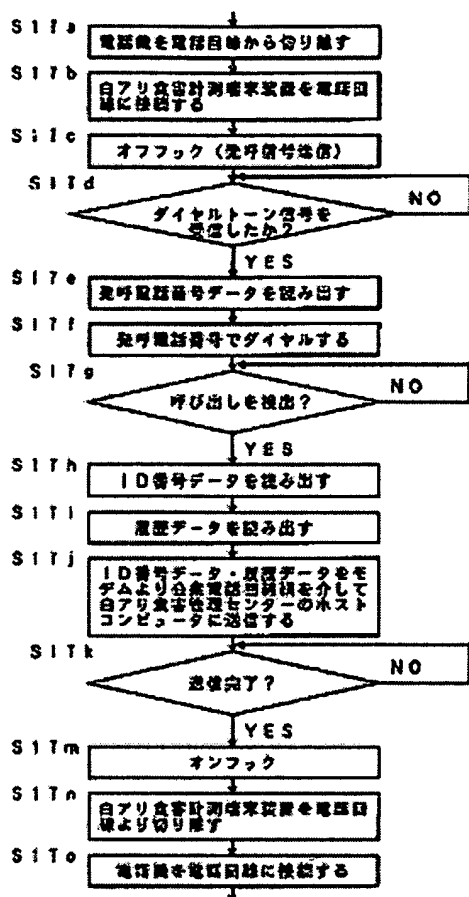 S17a
電話機を電話回線から切り離す
S17b
白アリ食害計測端末装置を電話回
線に接続する
S17c
オフフック(発呼信号送信)
S17d
ダイヤルトーン信号を
受信したか?
NO
YES
S17e
発呼電話番号データを読み出す
S17f
発呼電話番号でダイヤルする
S17g
呼び出しを検出?
NO
YES
S17h
ID番号データを読み出す
S17i
履歴データを読み出す
S17j
ID番号データ・履歴データをモ
デムより公衆電話回線網を介して
白アリ食害管理センターのホスト
コンピュータに送信する
S17k
送信完了?
NO
YES
S17m
オンフック
S17n
白アリ食害計測端末装置を電話回
線より切り離す
S17o
電話機を電話回線に接続する